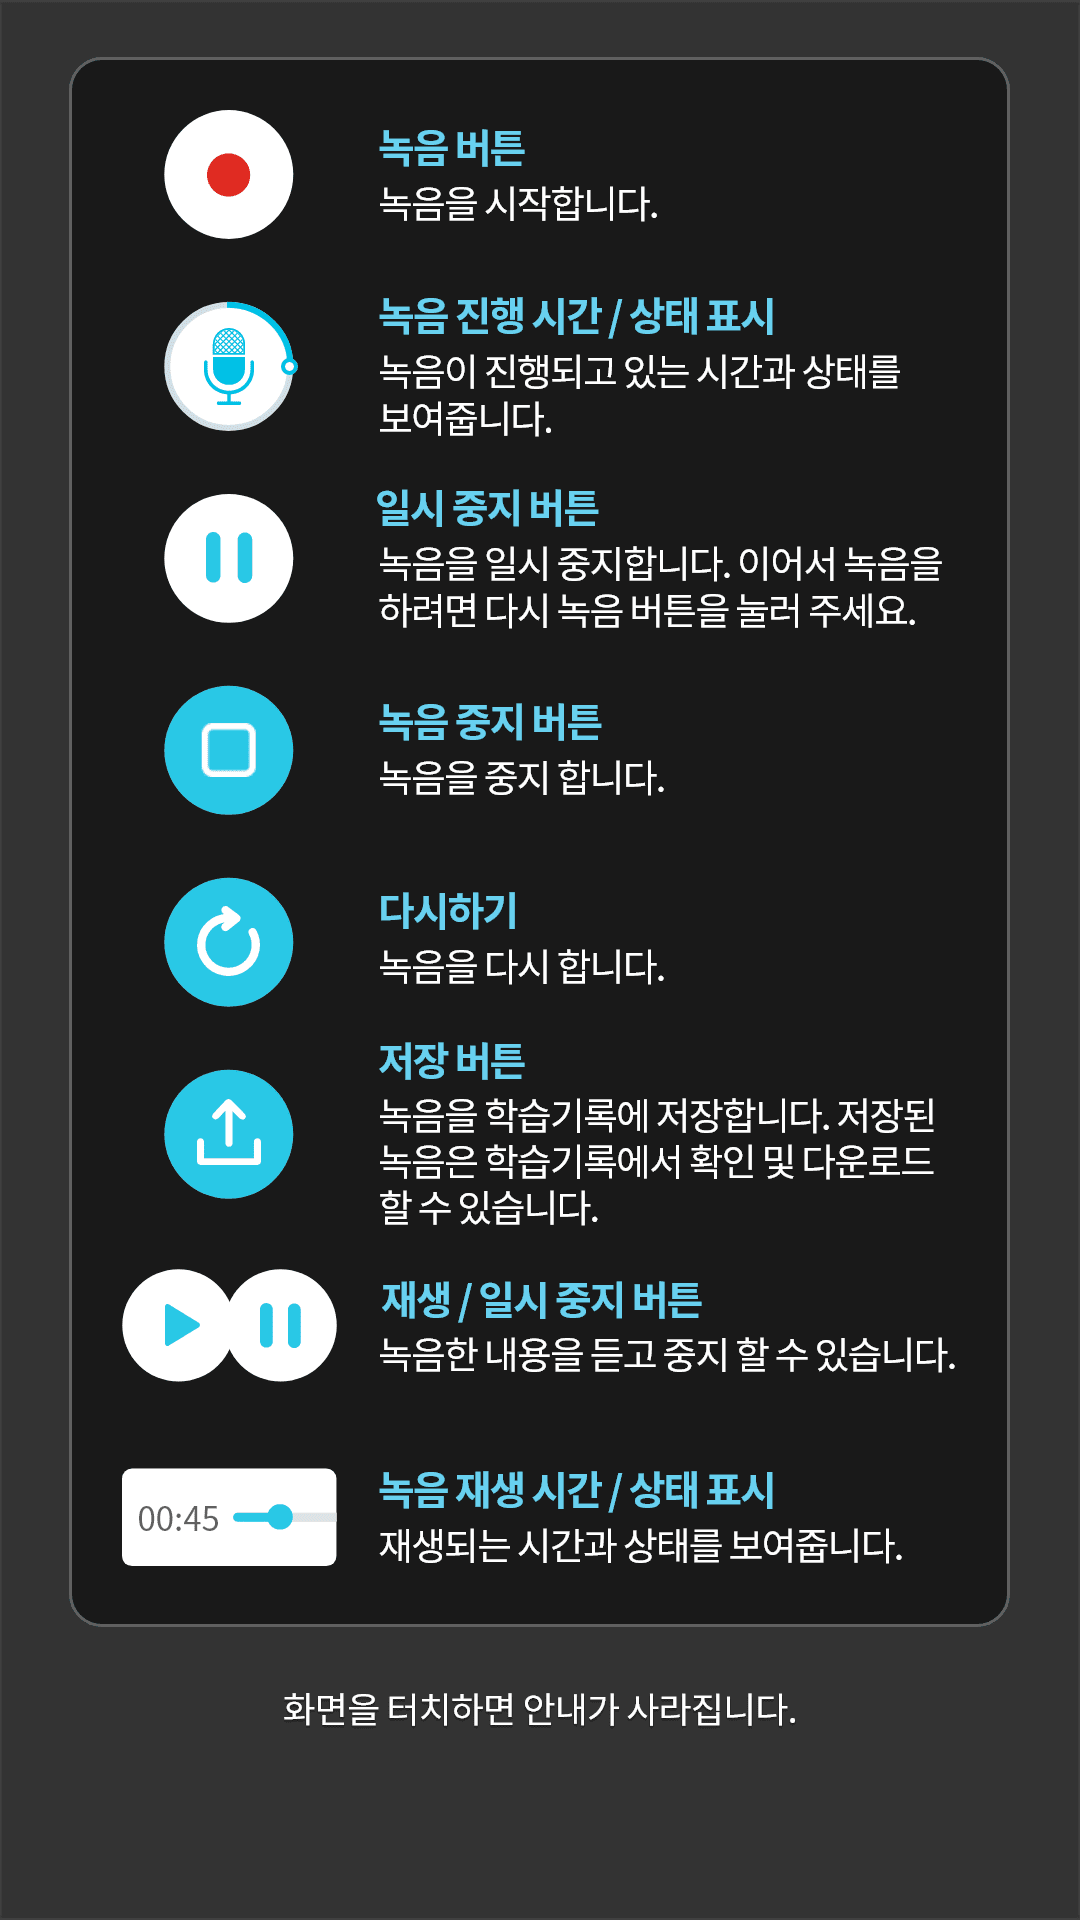 녹음 버튼
녹음을 시작합니다.
녹음 진행 시간 / 상태 표시
녹음이 진행되고 있는 시간과 상태를
보여줍니다.
일시 중지 버튼
녹음을 일시 중지합니다. 이어서 녹음을
하려면 다시 녹음 버튼을 눌러 주세요.
녹음 중지 버튼
녹음을 중지 합니다.
다시하기
녹음을 다시 합니다.
저장 버튼
녹음을 학습기록에 저장합니다. 저장된
녹음은 학습기록에서 확인 및 다운로드
할 수 있습니다.
재생 / 일시 중지 버튼
녹음한 내용을 듣고 중지 할 수 있습니다.
00:45
녹음 재생 시간 / 상태 표시
재생되는 시간과 상태를 보여줍니다.
화면을 터치하면 안내가 사라집니다.